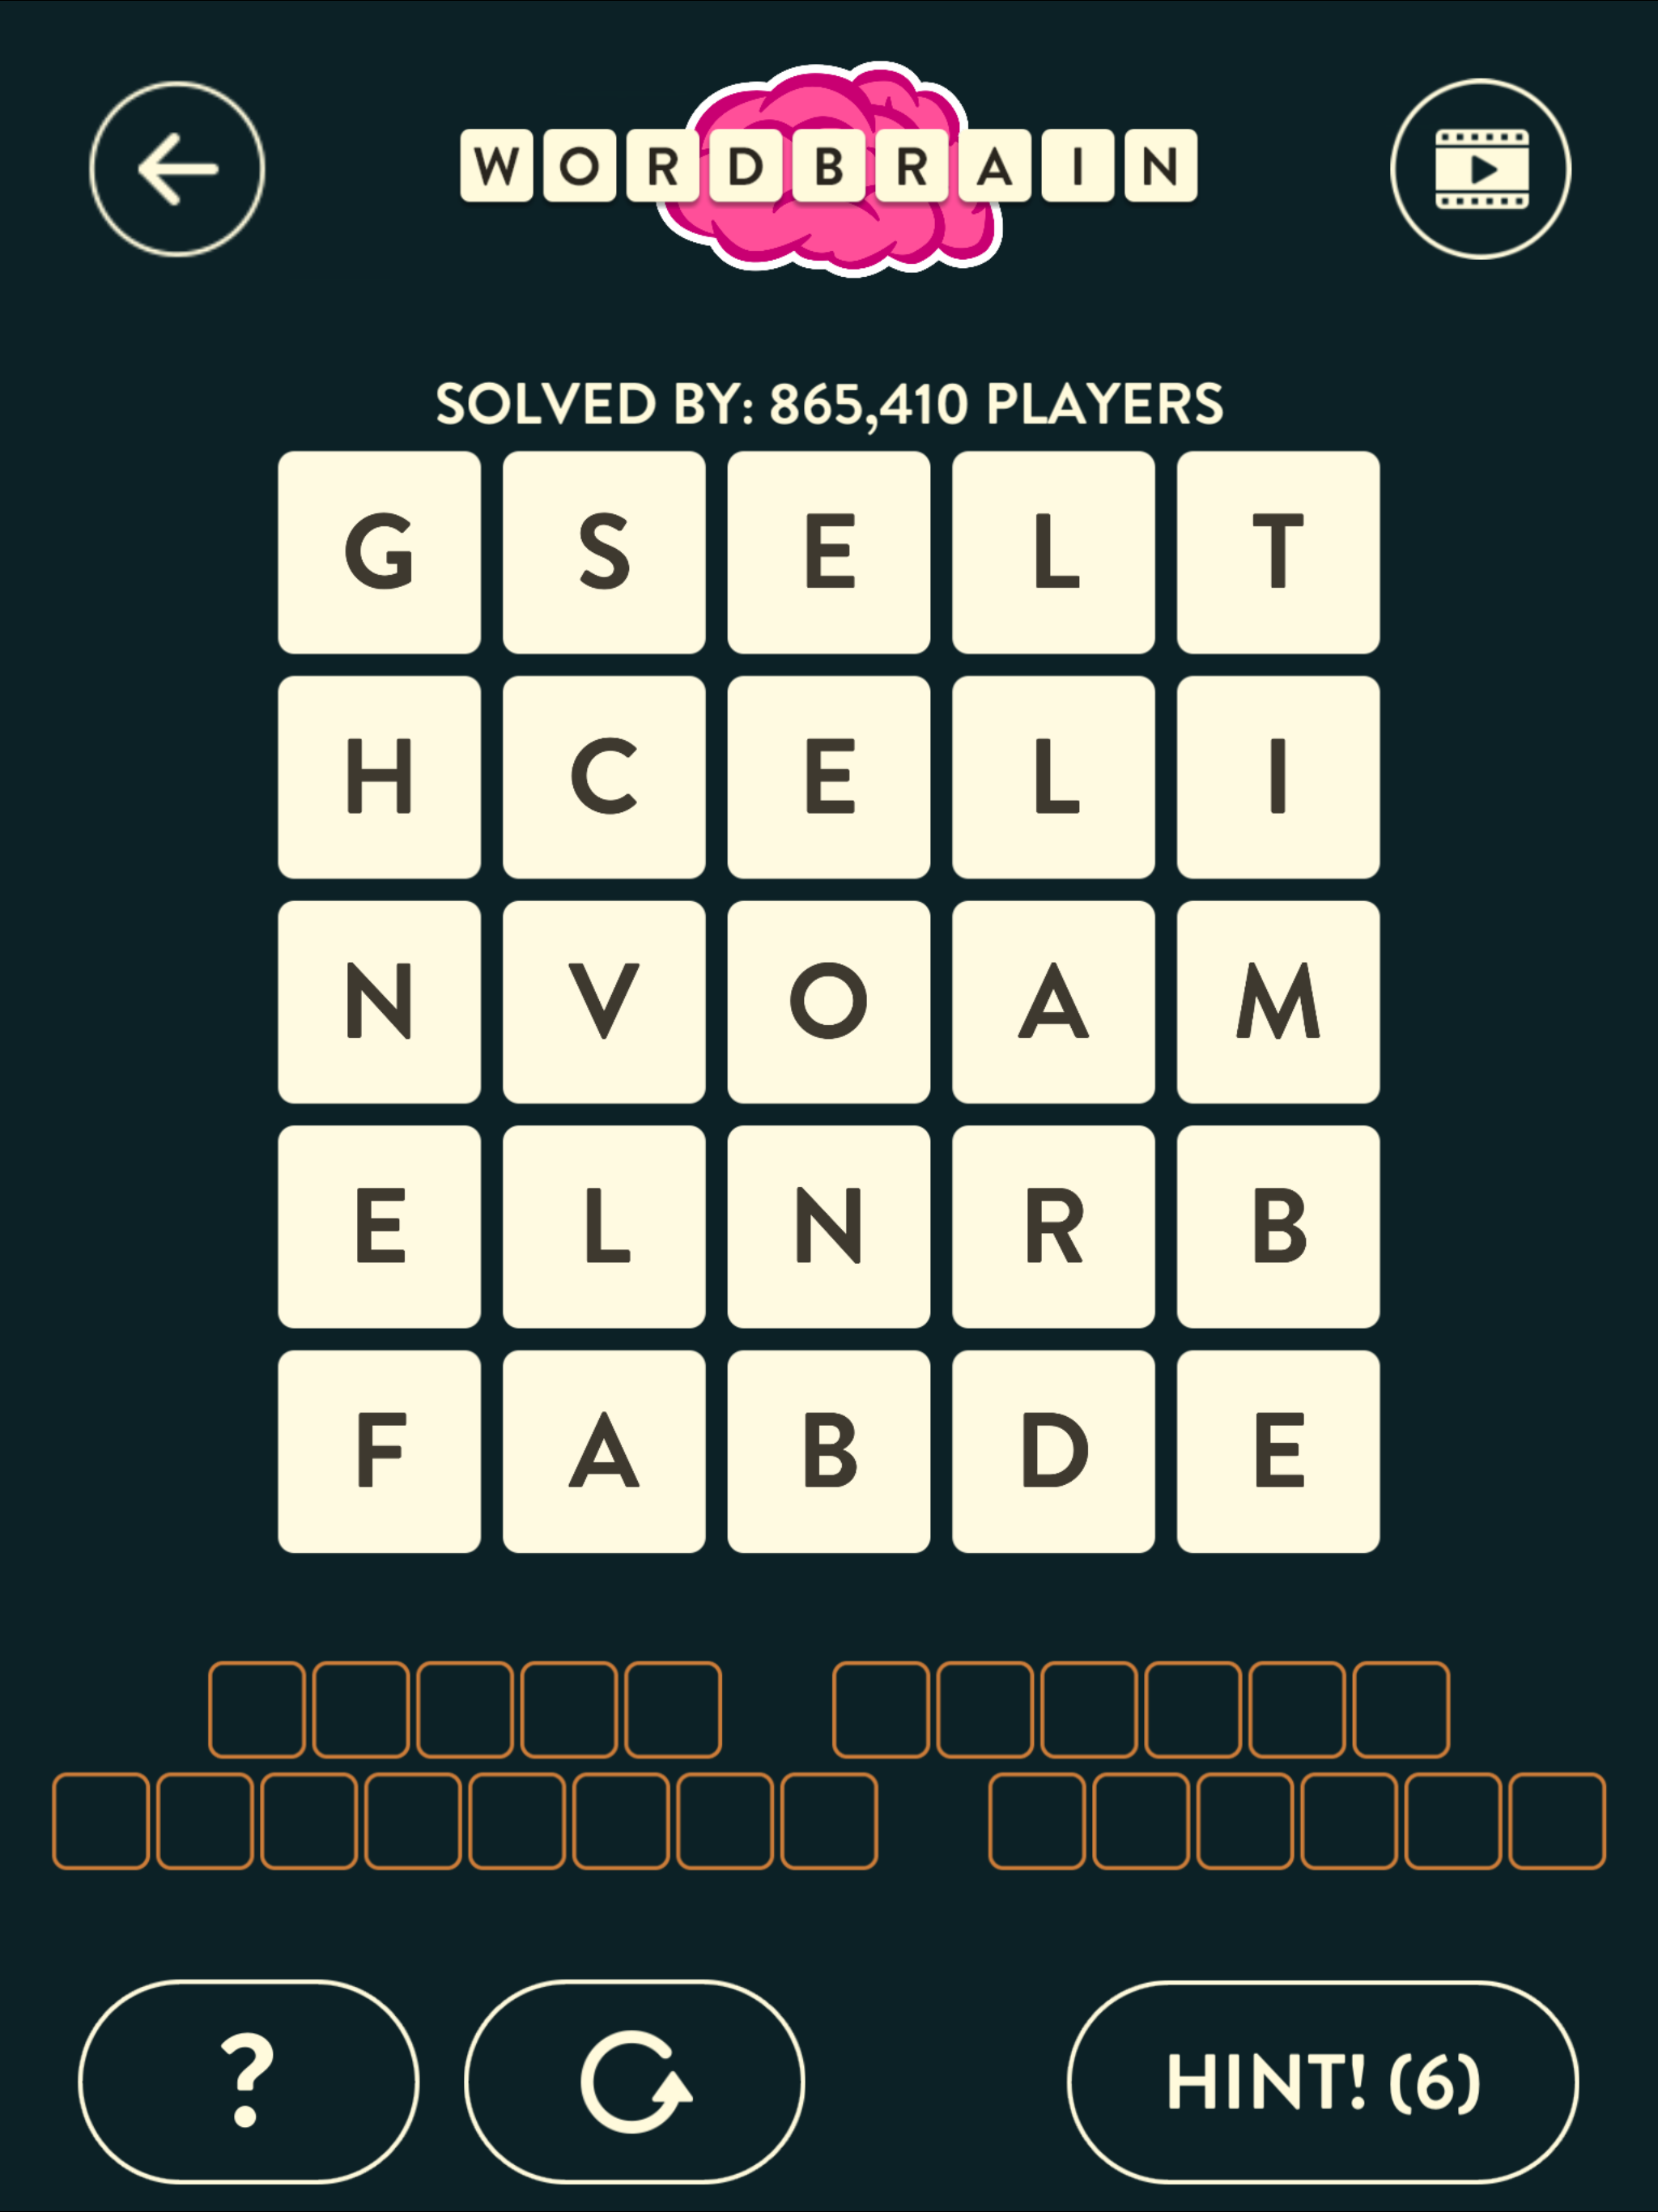 WORDBRAIN
SOLVED BY: 865,410 PLAYERS
G S E L T
H C E L I
N V O A M
E L N R B
F A B D E
? HINT! (6)